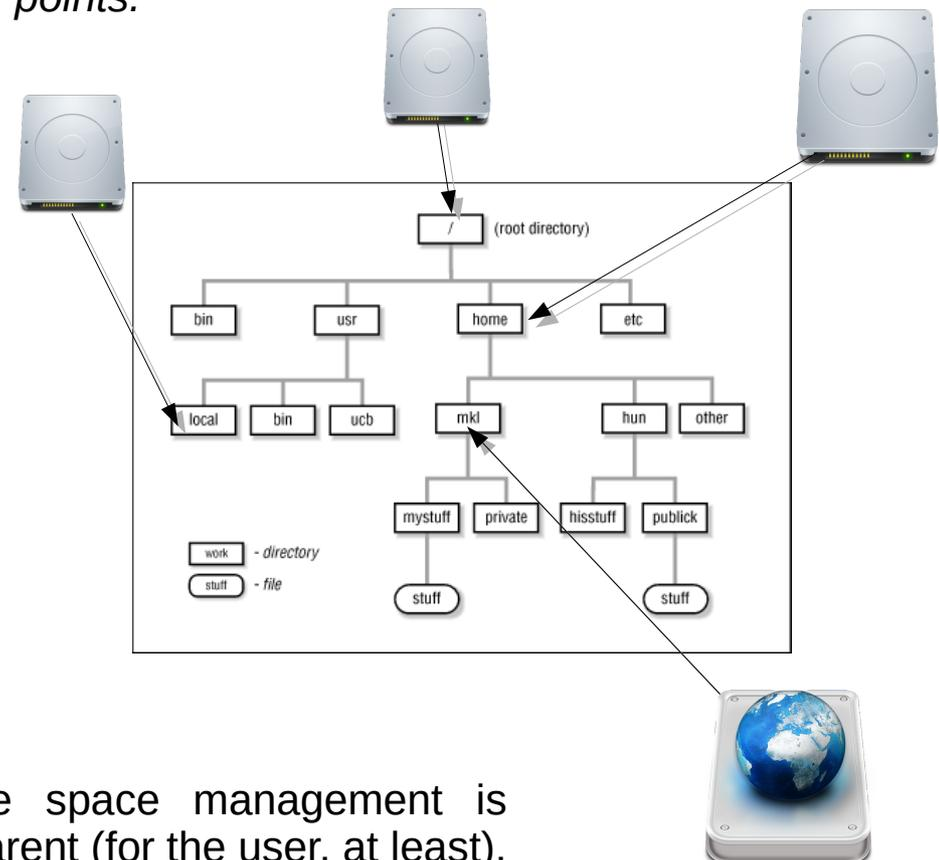 points.
/ (root directory)
bin usr home etc
local bin ucb mkl hun other
mystuff private hisstuff publick
work - directory
stuff - file
stuff stuff
e space management is
arent (for the user, at least).